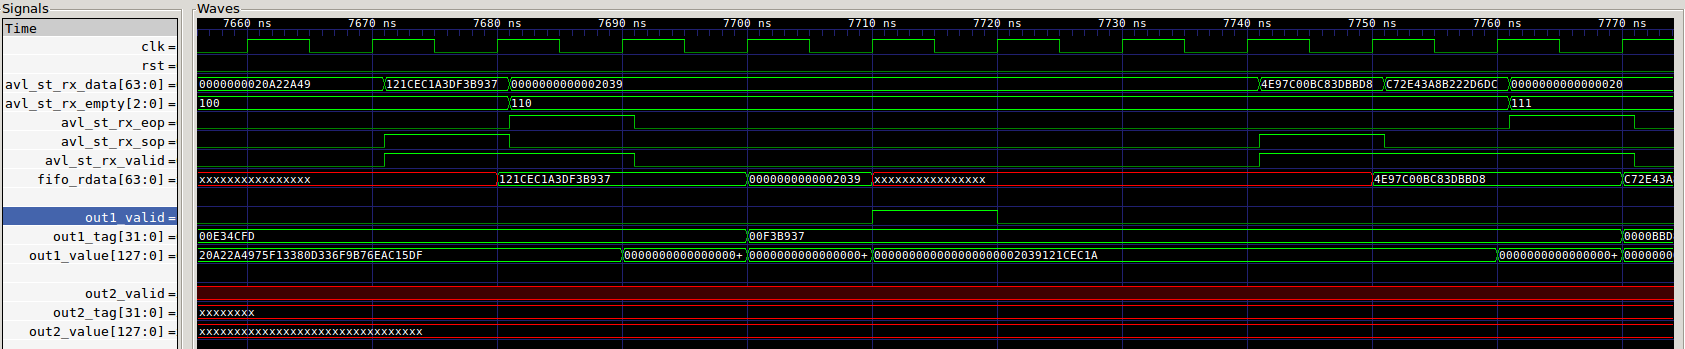 Signals Waves
Time 7660 ns 7670 ns 7680 ns 7690 ns 7700 ns 7710 ns 7720 ns 7730 ns 7740 ns 7750 ns 7760 ns 7770 ns
clk =
rst =
avl_st_rx_data[63:0] = 0000000020A22A49 121CEC1A3DF3B937 0000000000002039 4E97C00BC83DBBD8 C72E43A8B222D6DC 0000000000000020
avl_st_rx_empty[2:0] = 100 110 111
avl_st_rx_eop =
avl_st_rx_sop =
avl_st_rx_valid =
fifo_rdata[63:0] = xxxxxxxxxxxxxxxx 121CEC1A3DF3B937 0000000000002039 xxxxxxxxxxxxxxxx 4E97C00BC83DBBD8 C72E43A
out1_valid =
out1_tag[31:0] = 00E34CFD 00F3B937 0000BBD
out1_value[127:0] = 20A22A4975F13380D336F9B76EAC15DF 000000000000000+ 000000000000000+ 00000000000000000002039121CEC1A 000000000000000+ 0000000
out2_valid =
out2_tag[31:0] = xxxxxxxx
out2_value[127:0] = xxxxxxxxxxxxxxxxxxxxxxxxxxxxxxxx